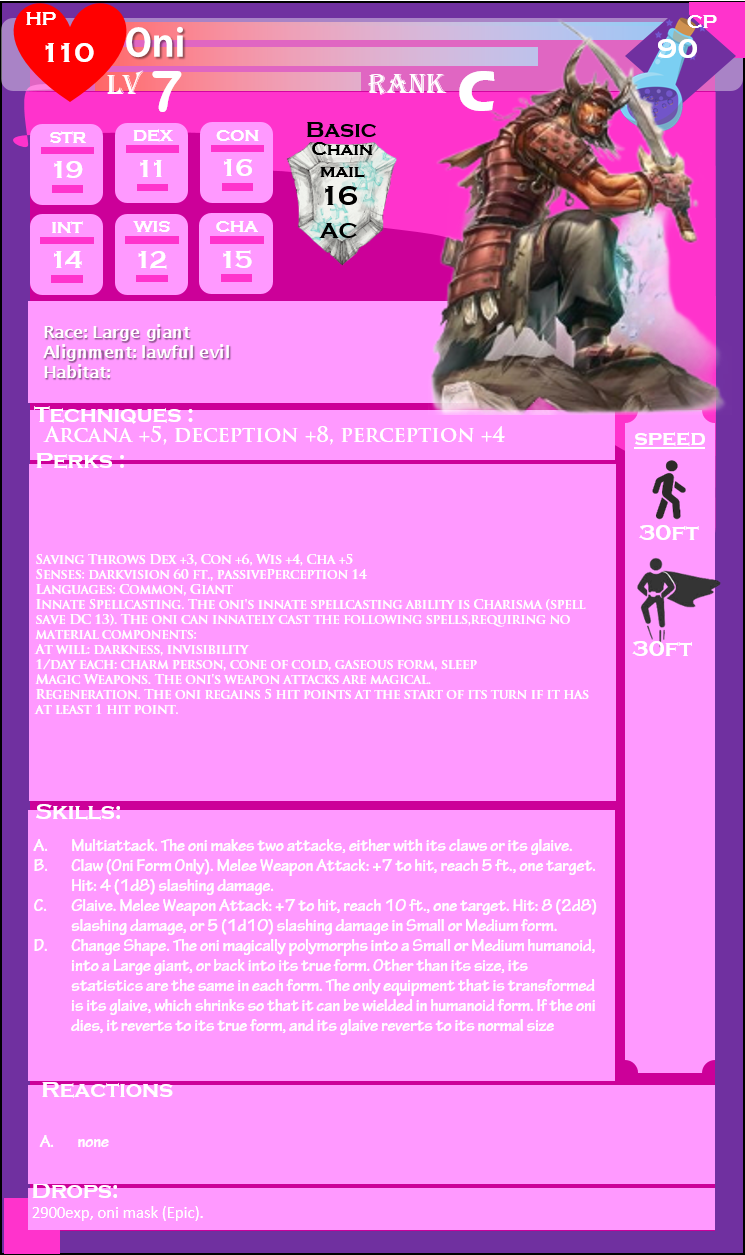 HP
110
Oni
CP
90
LV 7
RANK C
STR
19
DEX
11
CON
16
INT
14
WIS
12
CHA
15
BASIC
CHAIN
MAIL
16
AC
Race: Large giant
Alignment: lawful evil
Habitat:
TECHNIQUES :
ARCANA +5, DECEPTION +8, PERCEPTION +4
PERKS :
SAVING THROWS DEX +3, CON +6, WIS +4, CHA +5
SENSES: DARKVISION 60 FT., PASSIVEPERCEPTION 14
LANGUAGES: COMMON, GIANT
INNATE SPELLCASTING. THE ONI'S INNATE SPELLCASTING ABILITY IS CHARISMA (SPELL
SAVE DC 13). THE ONI CAN INNATELY CAST THE FOLLOWING SPELLS,REQUIRING NO
MATERIAL COMPONENTS:
AT WILL: DARKNESS, INVISIBILITY
1/DAY EACH: CHARM PERSON, CONE OF COLD, GASEOUS FORM, SLEEP
MAGIC WEAPONS. THE ONI'S WEAPON ATTACKS ARE MAGICAL.
REGENERATION. THE ONI REGAINS 5 HIT POINTS AT THE START OF ITS TURN IF IT HAS
AT LEAST 1 HIT POINT.
SPEED
30FT
30FT
SKILLS:
A. Multiattack. The oni makes two attacks, either with its claws or its glaive.
B. Claw (Oni Form Only). Melee Weapon Attack: +7 to hit, reach 5 ft., one target.
Hit: 4 (1d8) slashing damage.
C. Glaive. Melee Weapon Attack: +7 to hit, reach 10 ft., one target. Hit: 8 (2d8)
slashing damage, or 5 (1d10) slashing damage in Small or Medium form.
D. Change Shape. The oni magically polymorphs into a Small or Medium humanoid,
into a Large giant, or back into its true form. Other than its size, its
statistics are the same in each form. The only equipment that is transformed
is its glaive, which shrinks so that it can be wielded in humanoid form. If the oni
dies, it reverts to its true form, and its glaive reverts to its normal size
REACTIONS
A. none
DROPS:
2900exp, oni mask (Epic).